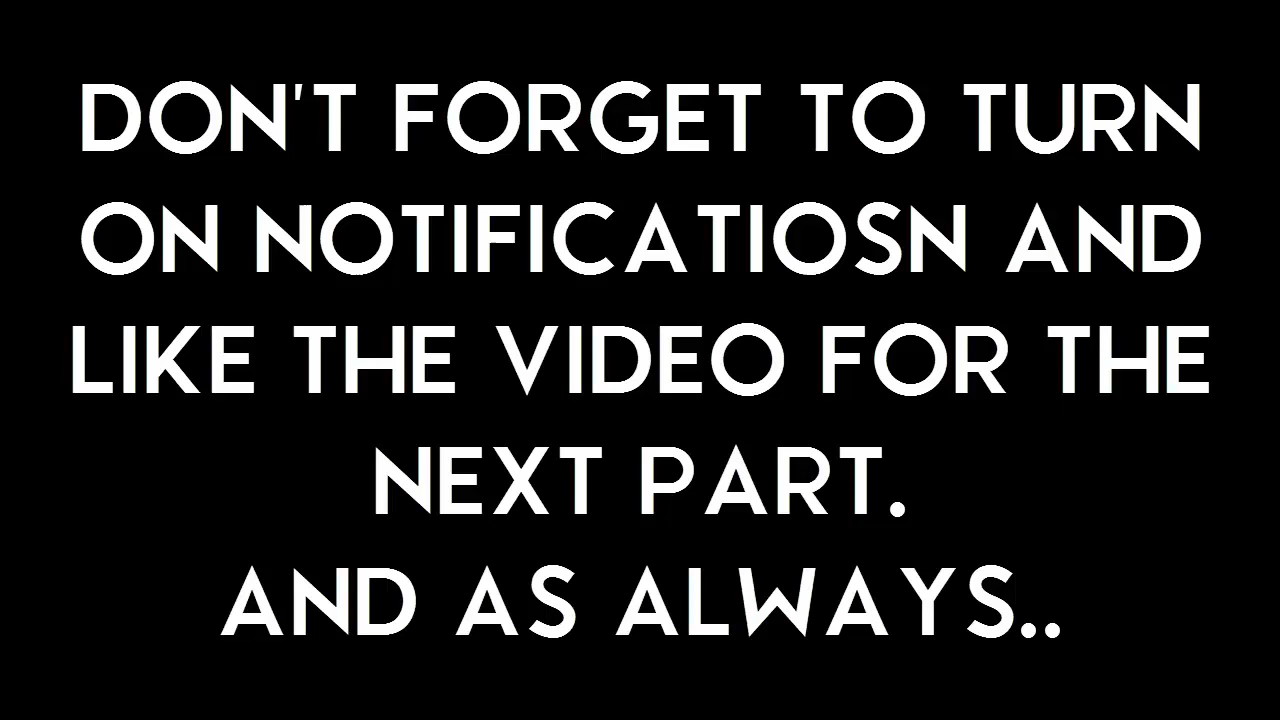 DON'T FORGET TO TURN
ON NOTIFICATIOSN AND
LIKE THE VIDEO FOR THE
NEXT PART.
AND AS ALWAYS..